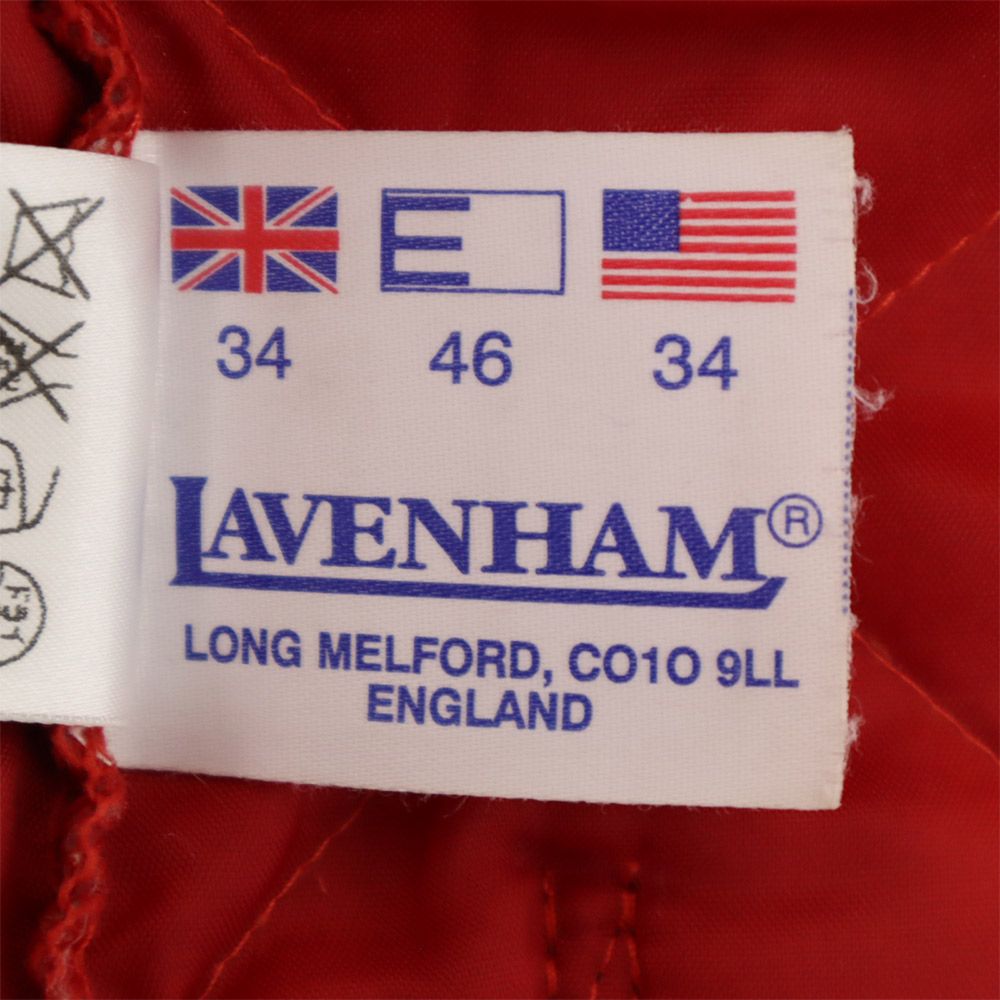 34 46 34
LAVENHAM®
LONG MELFORD, CO10 9LL
ENGLAND